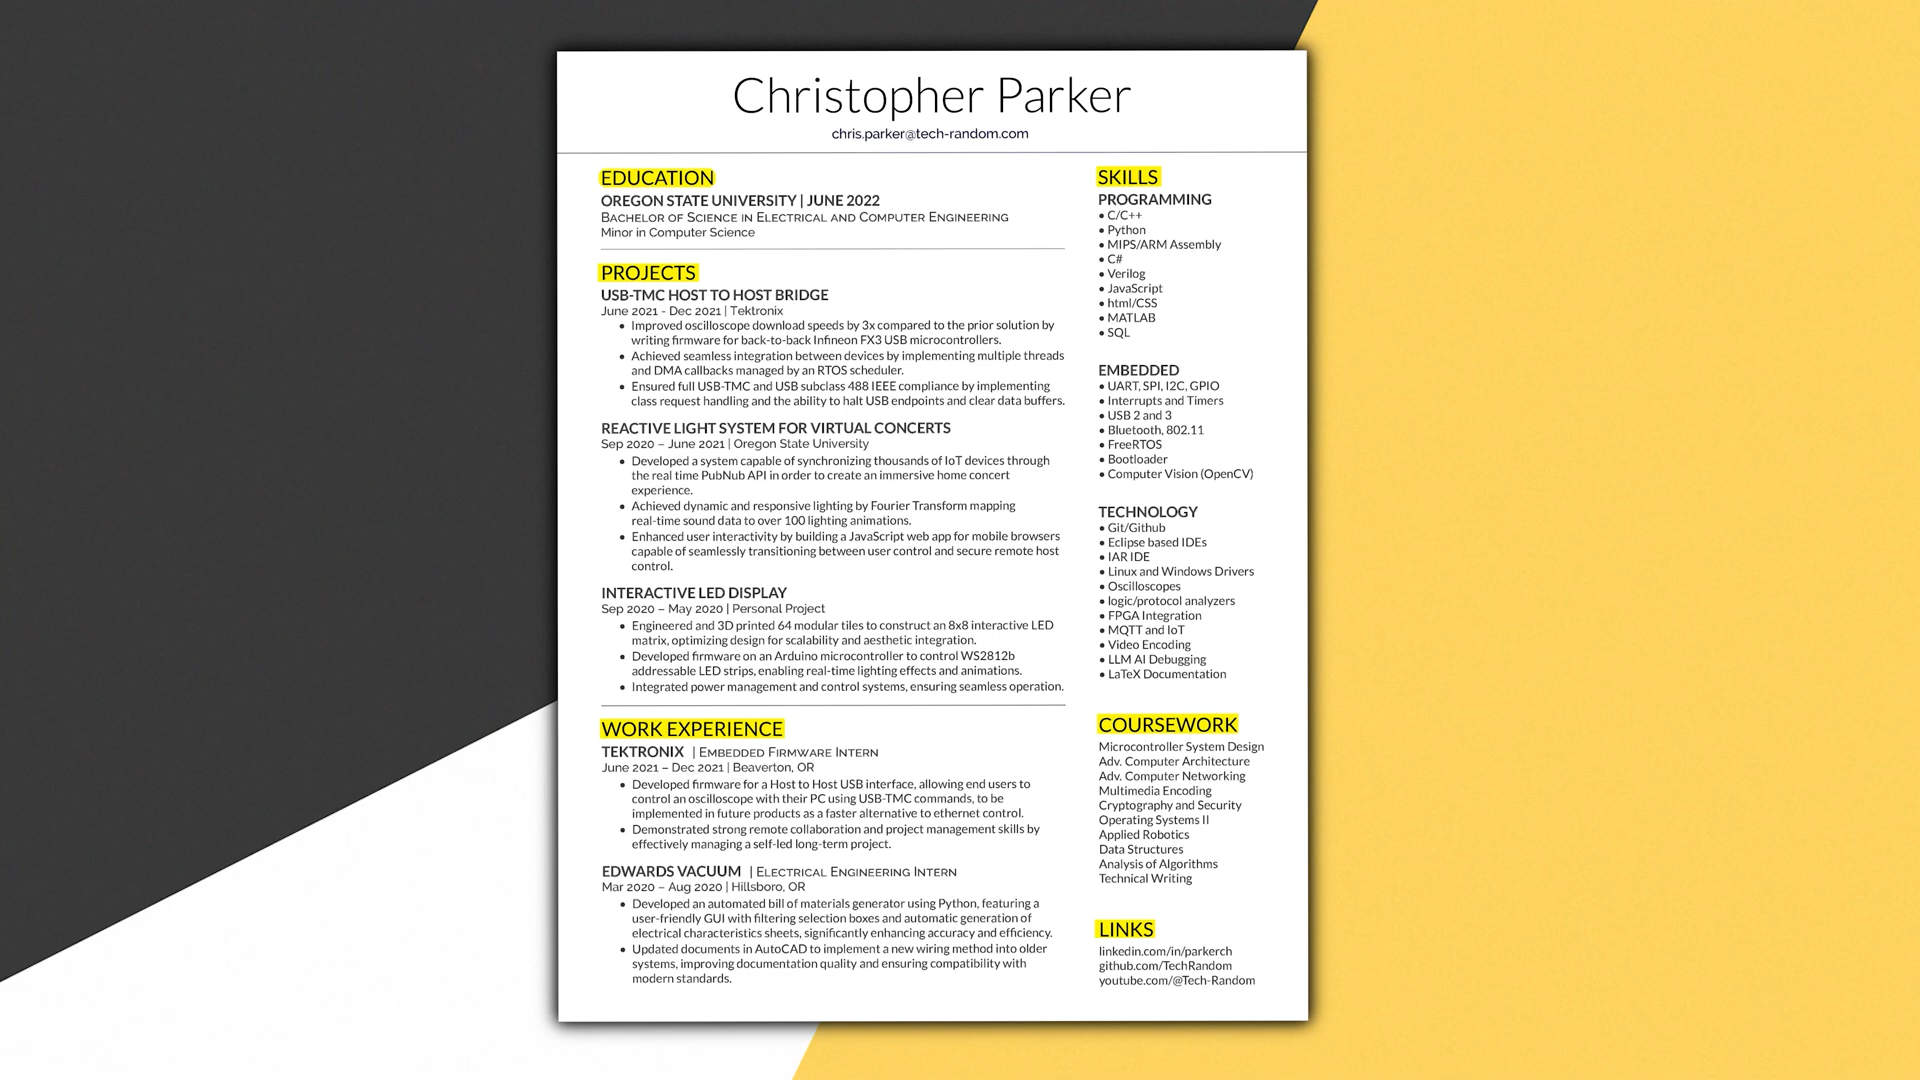 Christopher Parker
chris.parker@tech-random.com
EDUCATION
OREGON STATE UNIVERSITY | JUNE 2022
BACHELOR OF SCIENCE IN ELECTRICAL AND COMPUTER ENGINEERING
Minor in Computer Science
PROJECTS
USB-TMC HOST TO HOST BRIDGE
June 2021 - Dec 2021 | Tektronix
• Improved oscilloscope download speeds by 3x compared to the prior solution by
writing firmware for back-to-back Infineon FX3 USB microcontrollers.
• Achieved seamless integration between devices by implementing multiple threads
and DMA callbacks managed by an RTOS scheduler.
• Ensured full USB-TMC and USB subclass 488 IEEE compliance by implementing
class request handling and the ability to halt USB endpoints and clear data buffers.
REACTIVE LIGHT SYSTEM FOR VIRTUAL CONCERTS
Sep 2020 – June 2021 | Oregon State University
• Developed a system capable of synchronizing thousands of IoT devices through
the real time PubNub API in order to create an immersive home concert
experience.
• Achieved dynamic and responsive lighting by Fourier Transform mapping
real-time sound data to over 100 lighting animations.
• Enhanced user interactivity by building a JavaScript web app for mobile browsers
capable of seamlessly transitioning between user control and secure remote host
control.
INTERACTIVE LED DISPLAY
Sep 2020 – May 2020 | Personal Project
• Engineered and 3D printed 64 modular tiles to construct an 8x8 interactive LED
matrix, optimizing design for scalability and aesthetic integration.
• Developed firmware on an Arduino microcontroller to control WS2812b
addressable LED strips, enabling real-time lighting effects and animations.
• Integrated power management and control systems, ensuring seamless operation.
WORK EXPERIENCE
TEKTRONIX | EMBEDDED FIRMWARE INTERN
June 2021 – Dec 2021 | Beaverton, OR
• Developed firmware for a Host to Host USB interface, allowing end users to
control an oscilloscope with their PC using USB-TMC commands, to be
implemented in future products as a faster alternative to ethernet control.
• Demonstrated strong remote collaboration and project management skills by
effectively managing a self-led long-term project.
EDWARDS VACUUM | ELECTRICAL ENGINEERING INTERN
Mar 2020 – Aug 2020 | Hillsboro, OR
• Developed an automated bill of materials generator using Python, featuring a
user-friendly GUI with filtering selection boxes and automatic generation of
electrical characteristics sheets, significantly enhancing accuracy and efficiency.
• Updated documents in AutoCAD to implement a new wiring method into older
systems, improving documentation quality and ensuring compatibility with
modern standards.
SKILLS
PROGRAMMING
• C/C++
• Python
• MIPS/ARM Assembly
• C#
• Verilog
• JavaScript
• html/CSS
• MATLAB
• SQL
EMBEDDED
• UART, SPI, I2C, GPIO
• Interrupts and Timers
• USB 2 and 3
• Bluetooth, 802.11
• FreeRTOS
• Bootloader
• Computer Vision (OpenCV)
TECHNOLOGY
• Git/Github
• Eclipse based IDEs
• IAR IDE
• Linux and Windows Drivers
• Oscilloscopes
• logic/protocol analyzers
• FPGA Integration
• MQTT and IoT
• Video Encoding
• LLM AI Debugging
• LaTeX Documentation
COURSEWORK
Microcontroller System Design
Adv. Computer Architecture
Adv. Computer Networking
Multimedia Encoding
Cryptography and Security
Operating Systems II
Applied Robotics
Data Structures
Analysis of Algorithms
Technical Writing
LINKS
linkedin.com/in/parkerch
github.com/TechRandom
youtube.com/@Tech-Random